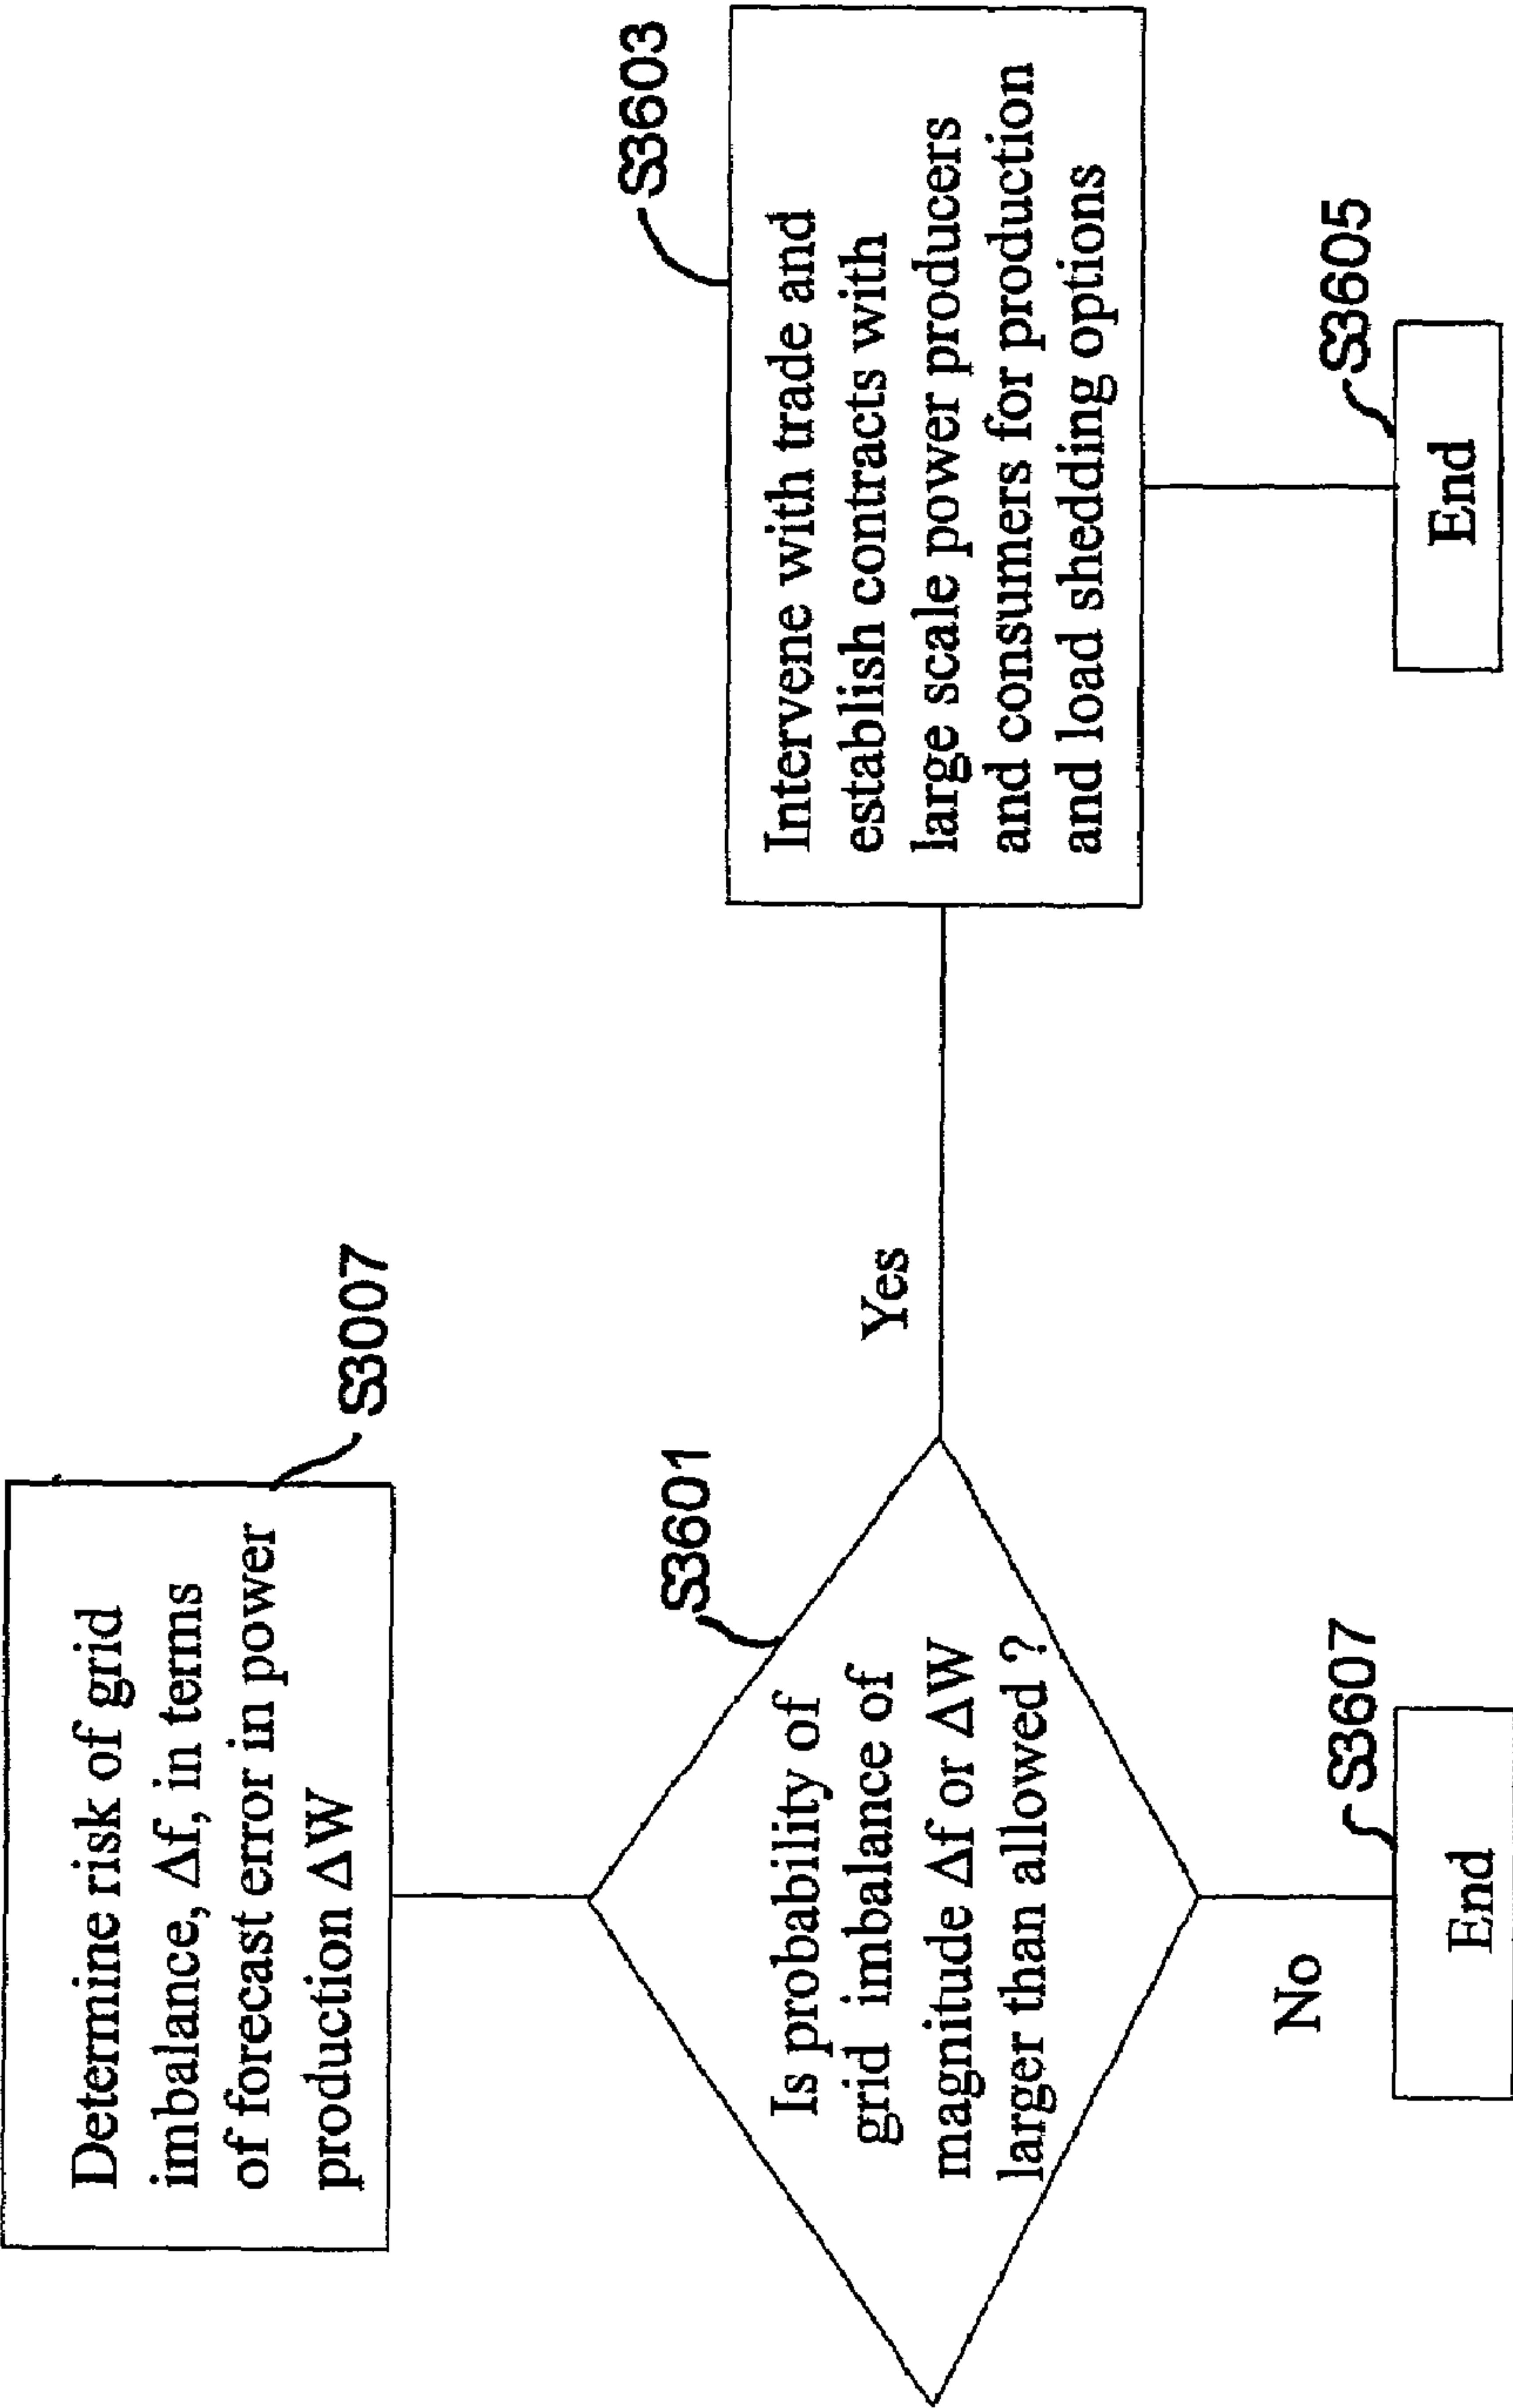 Determine risk of grid
imbalance, Δf, in terms
of forecast error in power
production ΔW
S3007
Is probability of
grid imbalance of
magnitude Δf or ΔW
larger than allowed ?
S3601
Yes
Intervene with trade and
establish contracts with
large scale power producers
and consumers for production
and load shedding options
S3603
No
End
S3607
End
S3605